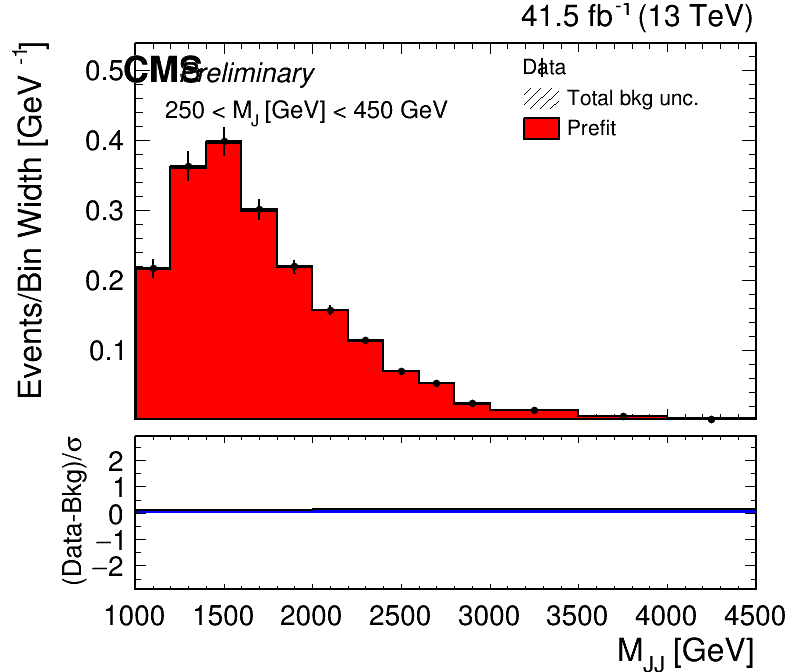 41.5 fb⁻¹ (13 TeV)
Events/Bin Width [GeV⁻¹]
0.5
0.4
0.3
0.2
0.1
CMS Preliminary
250 < M_J [GeV] < 450 GeV
Data
Total bkg unc.
Prefit
(Data-Bkg)/σ
2
1
0
−1
−2
1000 1500 2000 2500 3000 3500 4000 4500
M_JJ [GeV]